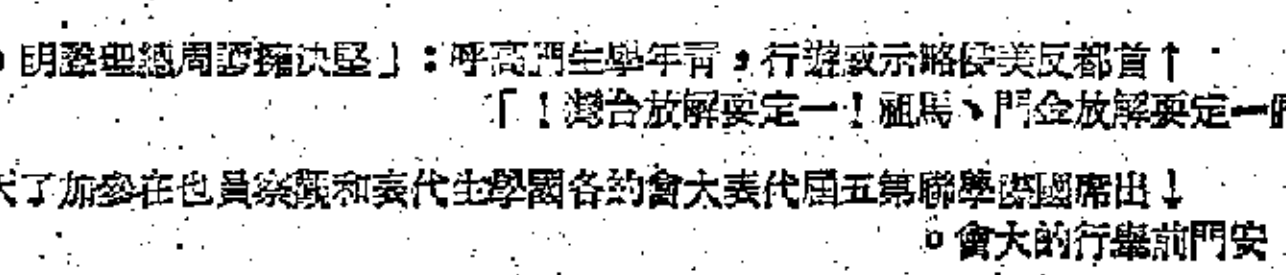 ↑首都反美侵略示威遊行,青年學生們高呼:「堅決擁護周總理聲明。
一定要解放金門、馬祖!一定要解放台灣!」
↓出席國際學聯第五屆代表大會的各國學生代表和觀察員也在參加了
安門前舉行的大會。